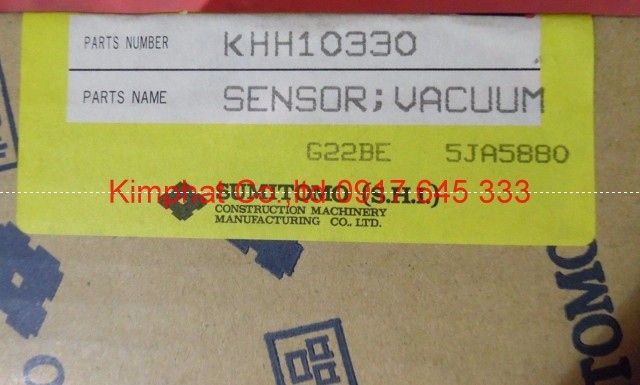 PARTS NUMBER KHH10330
PARTS NAME SENSOR;VACUUM
G22BE 5JA5880
Kimphat Co.,ltd 0917 645 333
SUMITOMO (S.H.I.)
CONSTRUCTION MACHINERY
MANUFACTURING CO., LTD.
TOMO